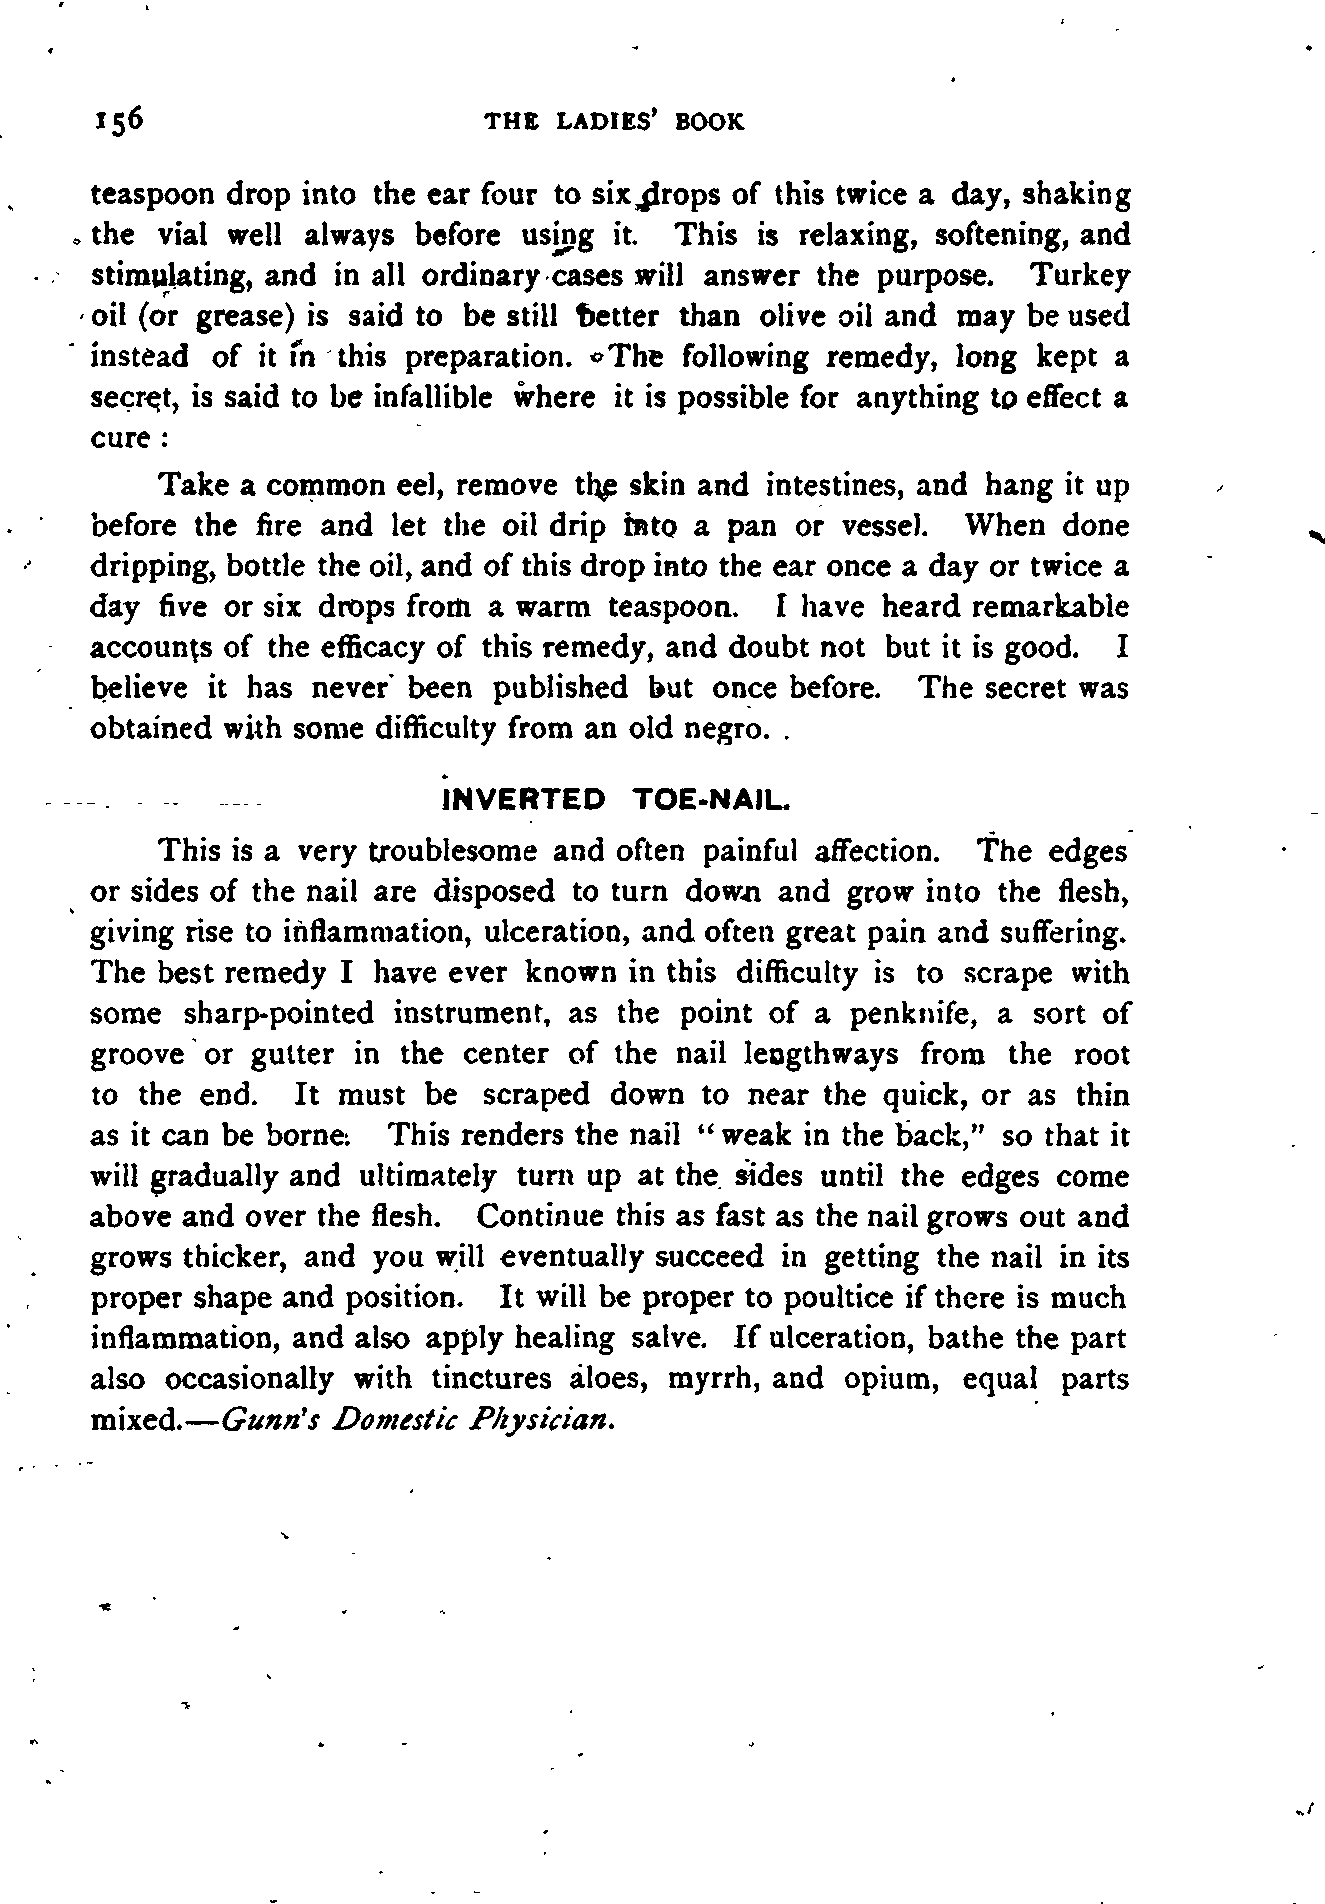 156 THE LADIES' BOOK
teaspoon drop into the ear four to six drops of this twice a day, shaking
the vial well always before using it. This is relaxing, softening, and
stimulating, and in all ordinary cases will answer the purpose. Turkey
oil (or grease) is said to be still better than olive oil and may be used
instead of it in this preparation. The following remedy, long kept a
secret, is said to be infallible where it is possible for anything to effect a
cure :
Take a common eel, remove the skin and intestines, and hang it up
before the fire and let the oil drip into a pan or vessel. When done
dripping, bottle the oil, and of this drop into the ear once a day or twice a
day five or six drops from a warm teaspoon. I have heard remarkable
accounts of the efficacy of this remedy, and doubt not but it is good. I
believe it has never been published but once before. The secret was
obtained with some difficulty from an old negro.
INVERTED TOE-NAIL.
This is a very troublesome and often painful affection. The edges
or sides of the nail are disposed to turn down and grow into the flesh,
giving rise to inflammation, ulceration, and often great pain and suffering.
The best remedy I have ever known in this difficulty is to scrape with
some sharp-pointed instrument, as the point of a penknife, a sort of
groove or gutter in the center of the nail lengthways from the root
to the end. It must be scraped down to near the quick, or as thin
as it can be borne. This renders the nail "weak in the back," so that it
will gradually and ultimately turn up at the sides until the edges come
above and over the flesh. Continue this as fast as the nail grows out and
grows thicker, and you will eventually succeed in getting the nail in its
proper shape and position. It will be proper to poultice if there is much
inflammation, and also apply healing salve. If ulceration, bathe the part
also occasionally with tinctures aloes, myrrh, and opium, equal parts
mixed.—Gunn's Domestic Physician.